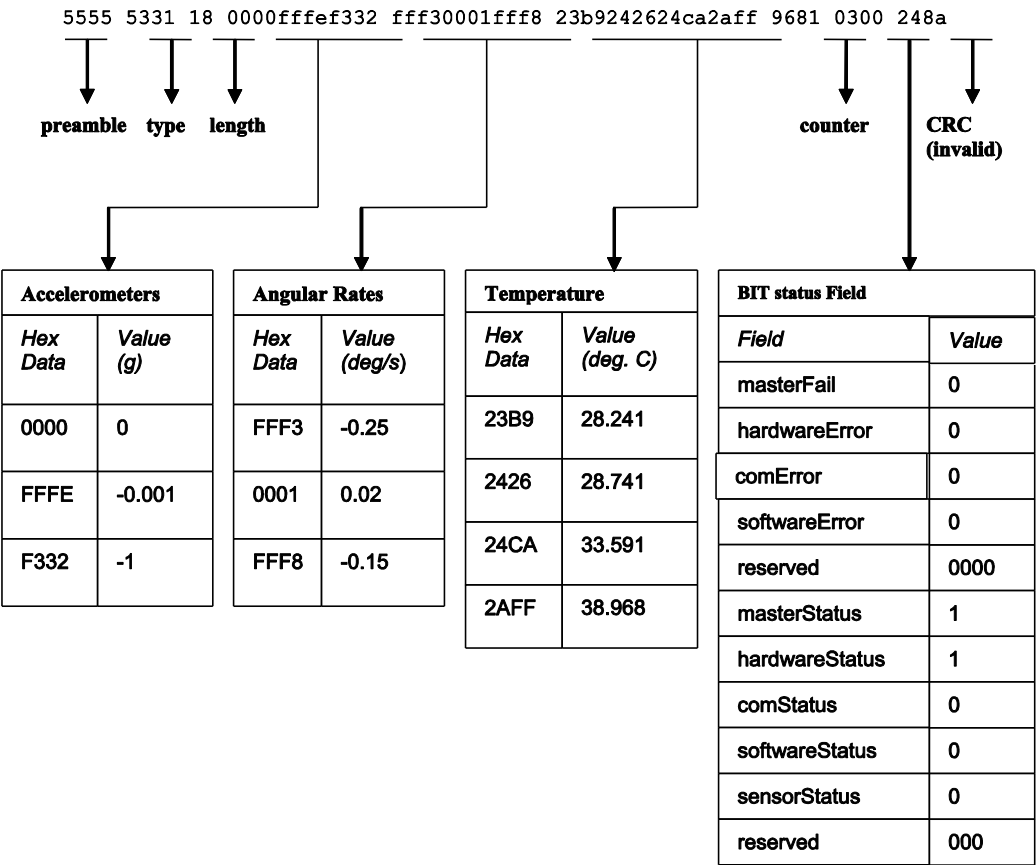 5555 5331 18 0000fffef332 fff30001fff8 23b9242624ca2aff 9681 0300 248a
preamble type length counter CRC
(invalid)
Accelerometers
Hex Data Value (g)
0000 0
FFFE -0.001
F332 -1
Angular Rates
Hex Data Value (deg/s)
FFF3 -0.25
0001 0.02
FFF8 -0.15
Temperature
Hex Data Value (deg. C)
23B9 28.241
2426 28.741
24CA 33.591
2AFF 38.968
BIT status Field
Field Value
masterFail 0
hardwareError 0
comError 0
softwareError 0
reserved 0000
masterStatus 1
hardwareStatus 1
comStatus 0
softwareStatus 0
sensorStatus 0
reserved 000